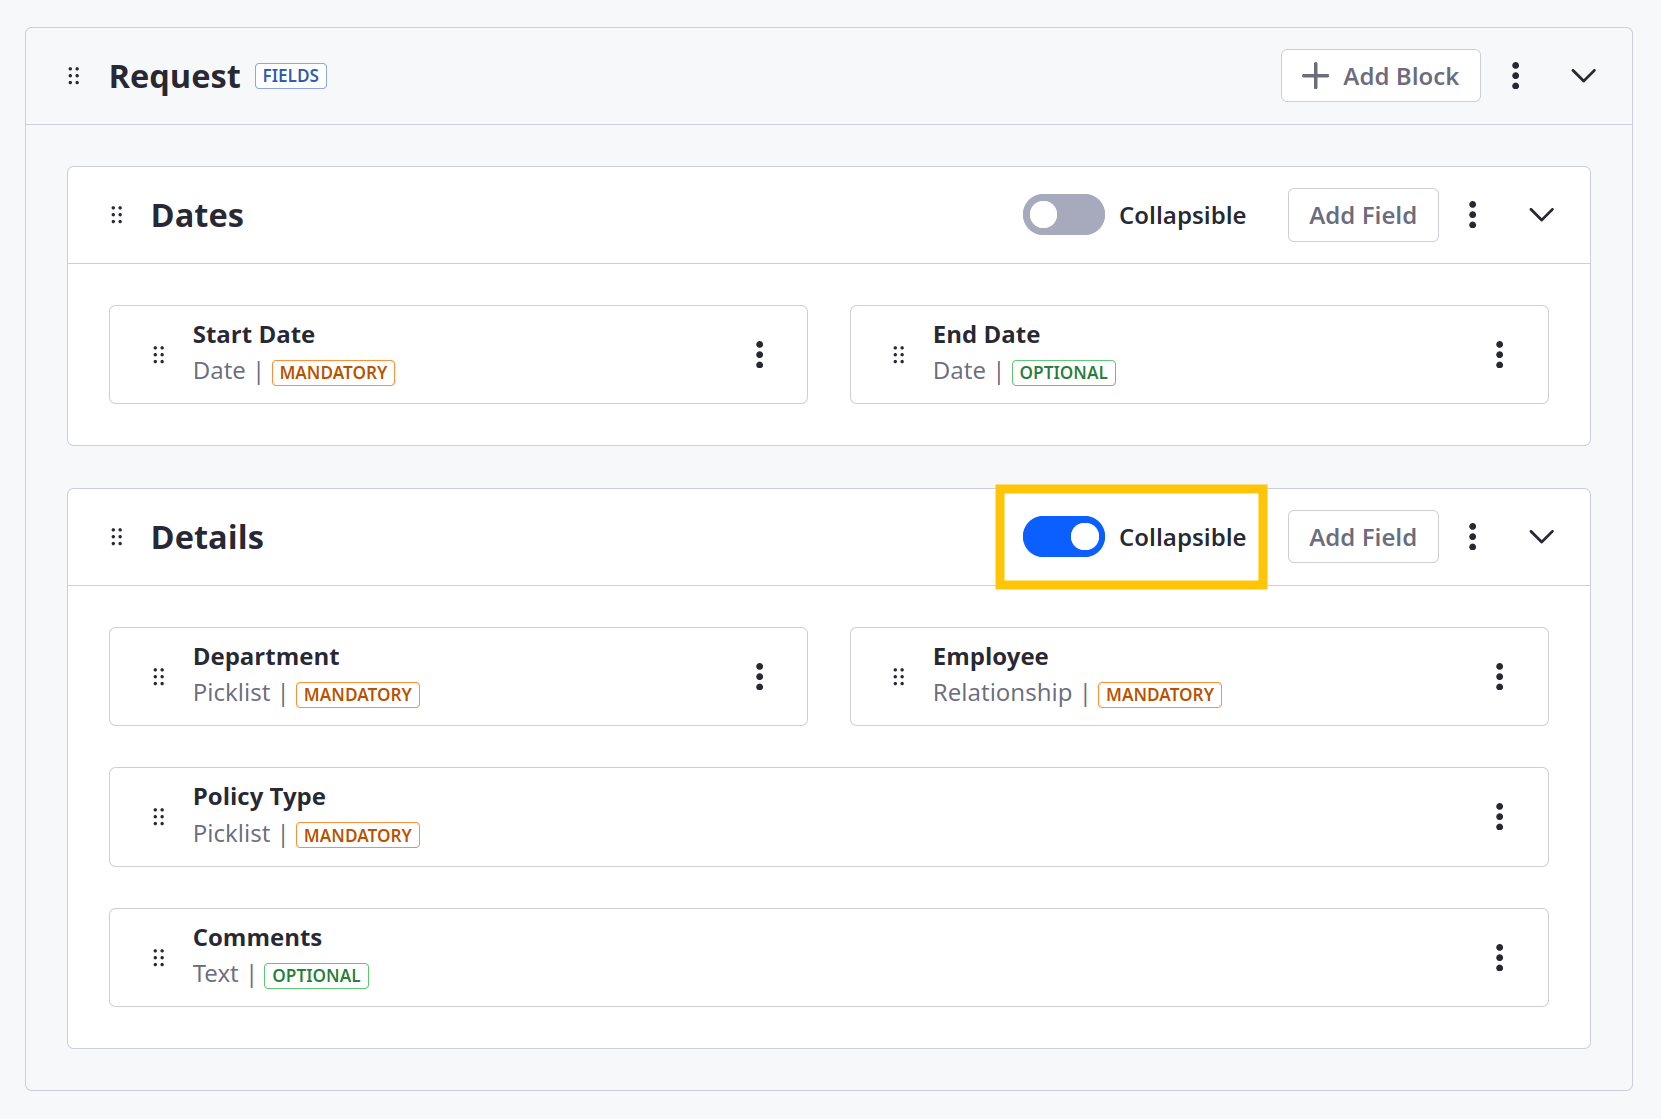 Request FIELDS Add Block
Dates Collapsible Add Field
Start Date
Date | MANDATORY
End Date
Date | OPTIONAL
Details Collapsible Add Field
Department
Picklist | MANDATORY
Employee
Relationship | MANDATORY
Policy Type
Picklist | MANDATORY
Comments
Text | OPTIONAL